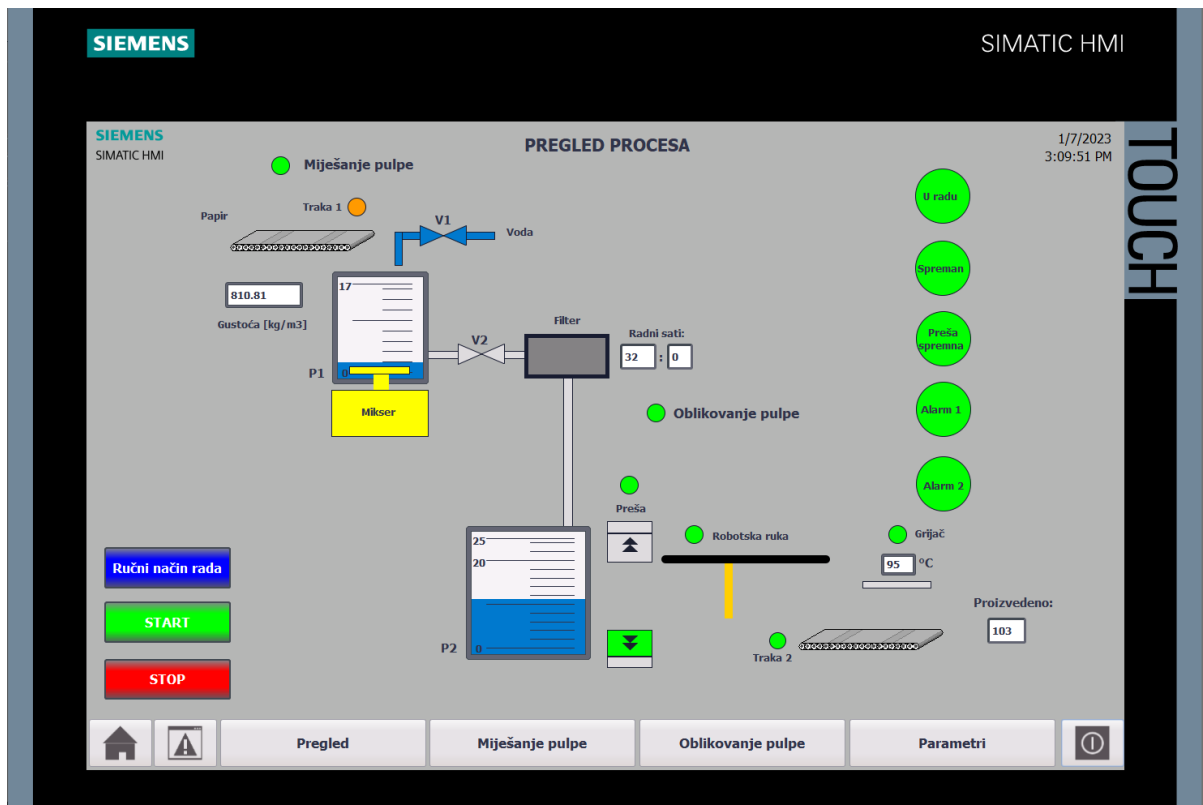 SIEMENS
SIMATIC HMI
TOUCH
SIEMENS
SIMATIC HMI
PREGLED PROCESA
1/7/2023
3:09:51 PM
Miješanje pulpe
U radu
Papir
Traka 1
V1
Voda
Spreman
17
810.81
Gustoća [kg/m3]
Filter
Radni sati:
Preša
spremna
V2
32 : 0
P1
0
Mikser
Oblikovanje pulpe
Alarm 1
Alarm 2
Preša
25
20
0
P2
Robotska ruka
Grijač
95 °C
Ručni način rada
START
STOP
Proizvedeno:
103
Traka 2
Pregled
Miješanje pulpe
Oblikovanje pulpe
Parametri